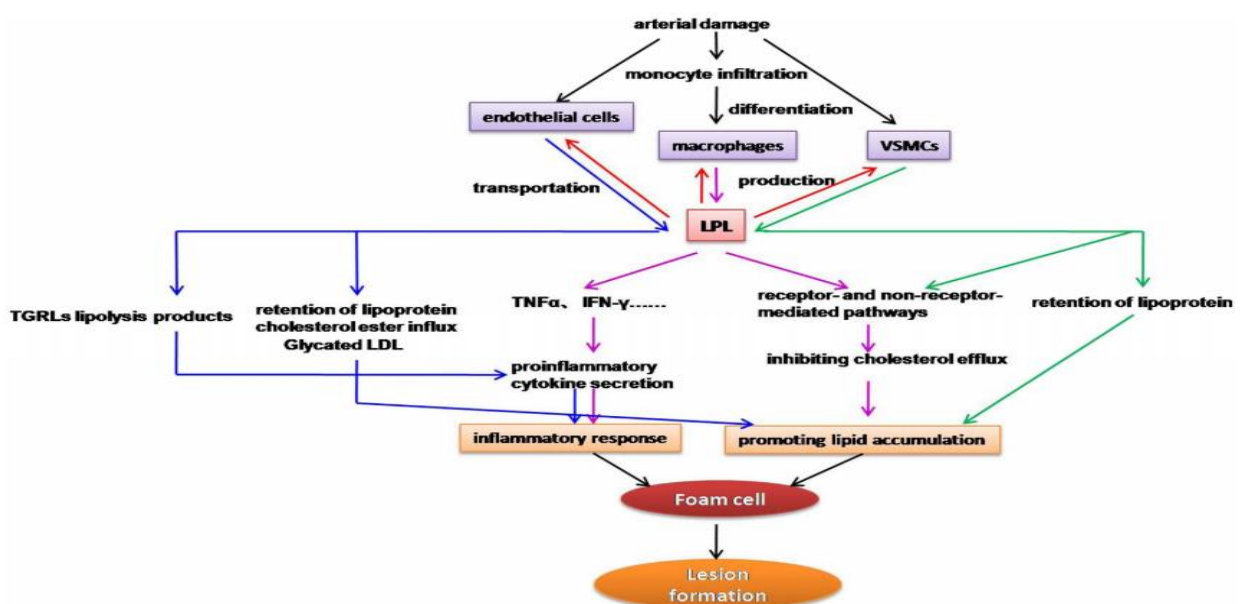 arterial damage
monocyte infiltration
differentiation
endothelial cells
macrophages
VSMCs
transportation
production
LPL
TGRLs lipolysis products
retention of lipoprotein
cholesterol ester influx
Glycated LDL
TNFα、IFN-γ......
receptor- and non-receptor-
mediated pathways
retention of lipoprotein
proinflammatory
cytokine secretion
inhibiting cholesterol efflux
inflammatory response
promoting lipid accumulation
Foam cell
Lesion
formation